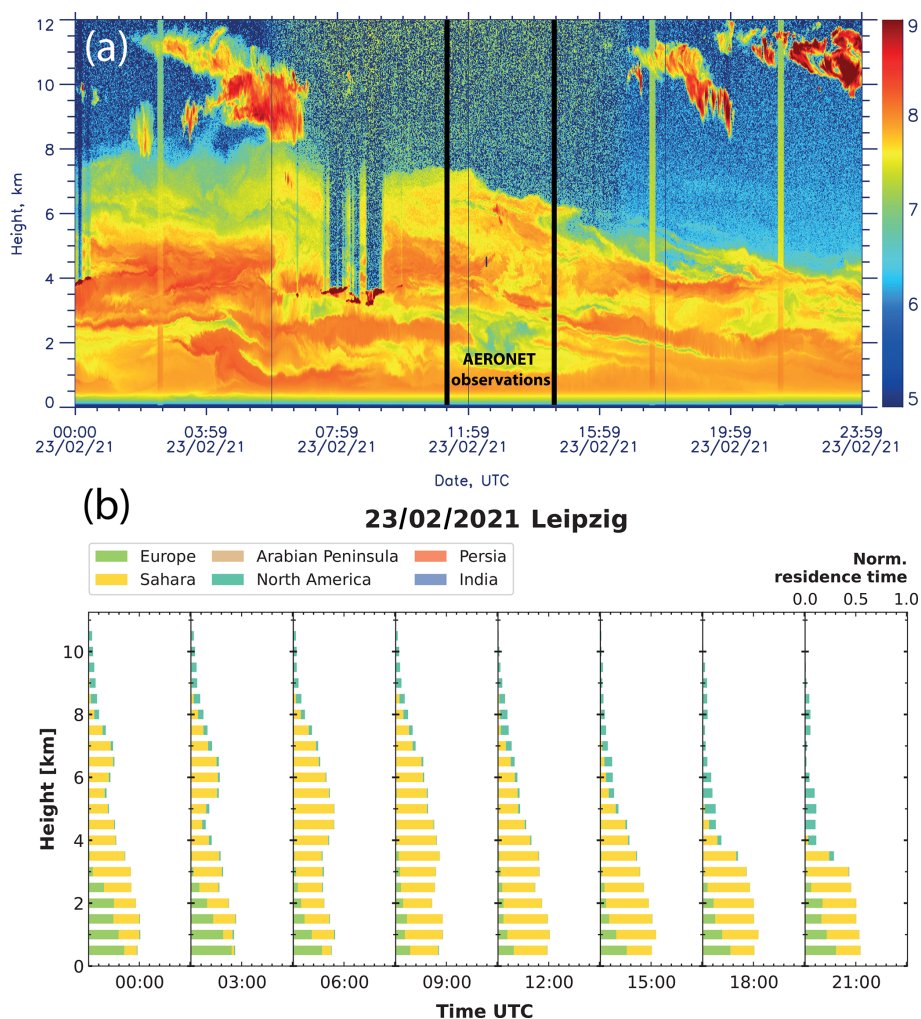 (a)
12
10
8
6
4
2
0
Height, km
AERONET
observations
9
8
7
6
5
00:00 03:59 07:59 11:59 15:59 19:59 23:59
23/02/21 23/02/21 23/02/21 23/02/21 23/02/21 23/02/21 23/02/21
Date, UTC
(b)
23/02/2021 Leipzig
Europe Arabian Peninsula Persia
Sahara North America India
Norm.
residence time
0.0 0.5 1.0
10
8
6
4
2
0
Height [km]
00:00 03:00 06:00 09:00 12:00 15:00 18:00 21:00
Time UTC